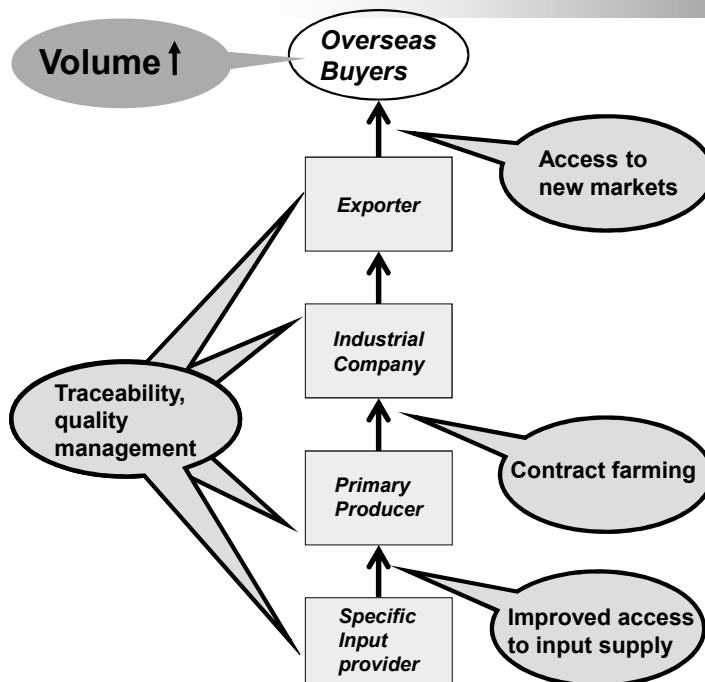 Volume
Overseas
Buyers
Access to
new markets
Exporter
Industrial
Company
Traceability,
quality
management
Contract farming
Primary
Producer
Specific
Input
provider
Improved access
to input supply